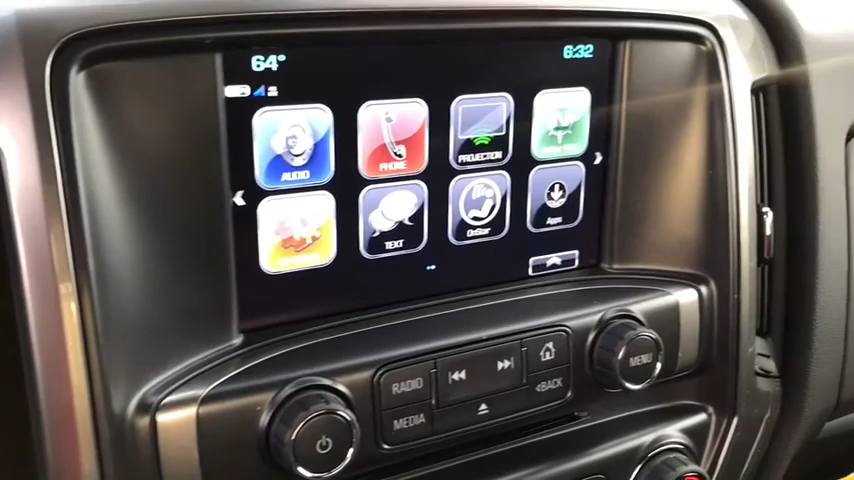 64°
6:32
AUDIO
PHONE
PROJECTION
TEXT
OnStar
Apps
RADIO
MEDIA
BACK
MENU